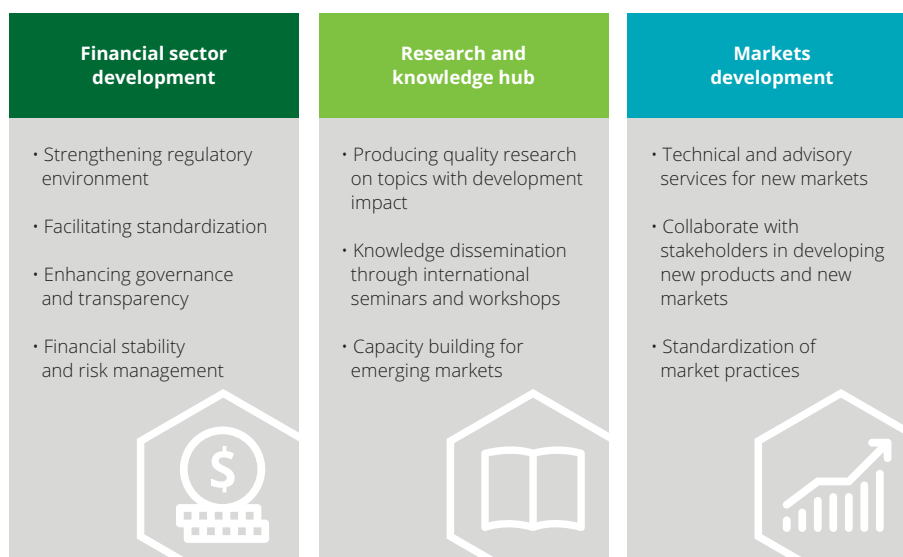 Financial sector
development
• Strengthening regulatory
environment
• Facilitating standardization
• Enhancing governance
and transparency
• Financial stability
and risk management
$
Research and
knowledge hub
• Producing quality research
on topics with development
impact
• Knowledge dissemination
through international
seminars and workshops
• Capacity building for
emerging markets
Markets
development
• Technical and advisory
services for new markets
• Collaborate with
stakeholders in developing
new products and new
markets
• Standardization of
market practices